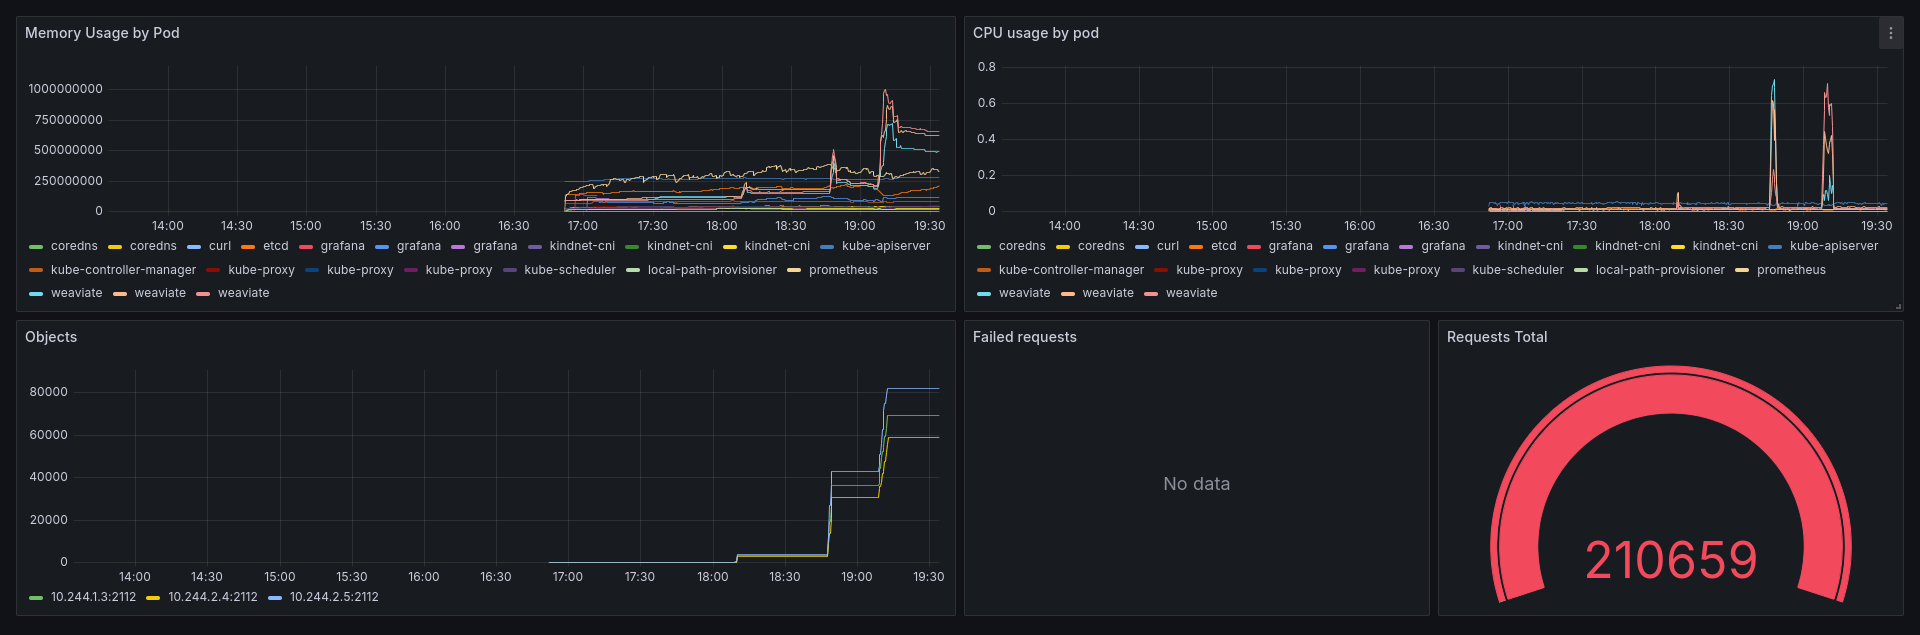 Memory Usage by Pod
1000000000
750000000
500000000
250000000
0
14:00 14:30 15:00 15:30 16:00 16:30 17:00 17:30 18:00 18:30 19:00 19:30
coredns coredns curl etcd grafana grafana grafana kindnet-cni kindnet-cni kindnet-cni kube-apiserver
kube-controller-manager kube-proxy kube-proxy kube-proxy kube-scheduler local-path-provisioner prometheus
weaviate weaviate weaviate
CPU usage by pod
0.8
0.6
0.4
0.2
0
14:00 14:30 15:00 15:30 16:00 16:30 17:00 17:30 18:00 18:30 19:00 19:30
coredns coredns curl etcd grafana grafana grafana kindnet-cni kindnet-cni kindnet-cni kube-apiserver
kube-controller-manager kube-proxy kube-proxy kube-proxy kube-scheduler local-path-provisioner prometheus
weaviate weaviate weaviate
Objects
80000
60000
40000
20000
0
14:00 14:30 15:00 15:30 16:00 16:30 17:00 17:30 18:00 18:30 19:00 19:30
10.244.1.3:2112 10.244.2.4:2112 10.244.2.5:2112
Failed requests
No data
Requests Total
210659